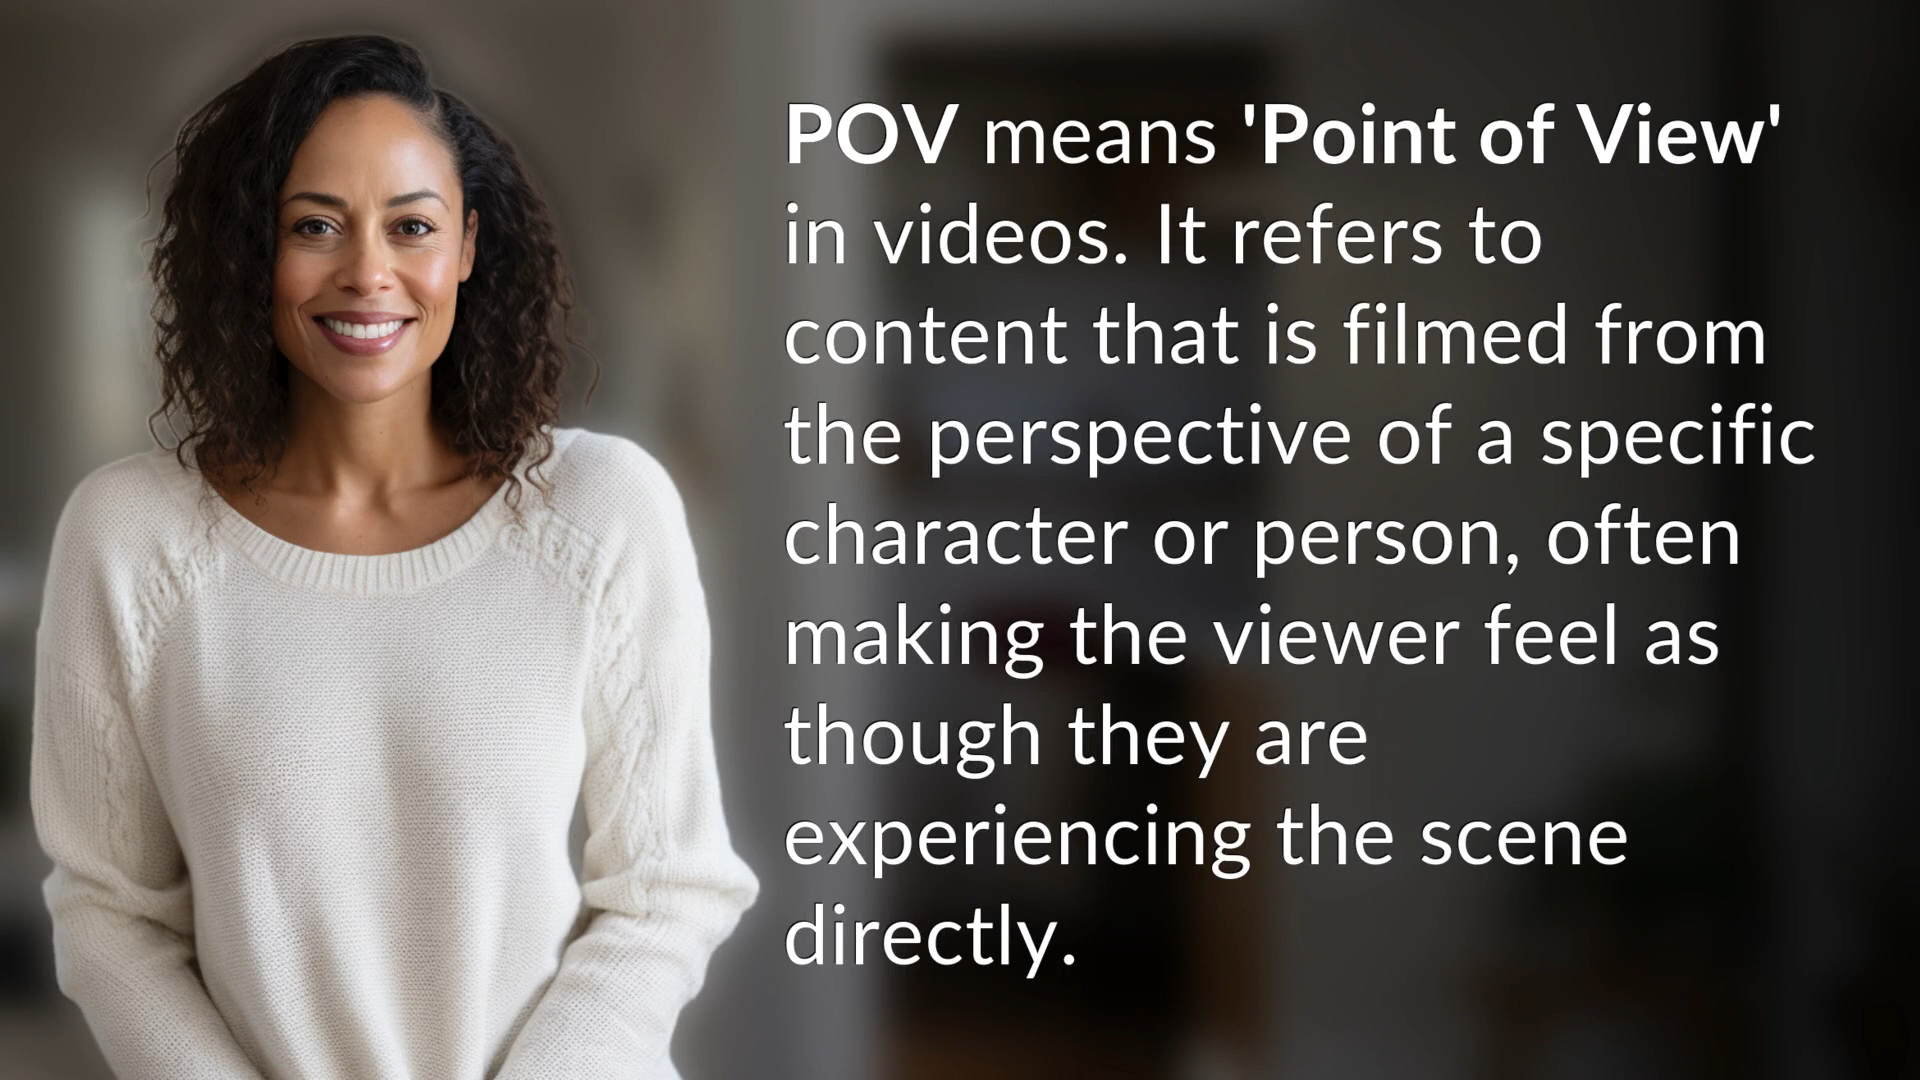 POV means 'Point of View'
in videos. It refers to
content that is filmed from
the perspective of a specific
character or person, often
making the viewer feel as
though they are
experiencing the scene
directly.